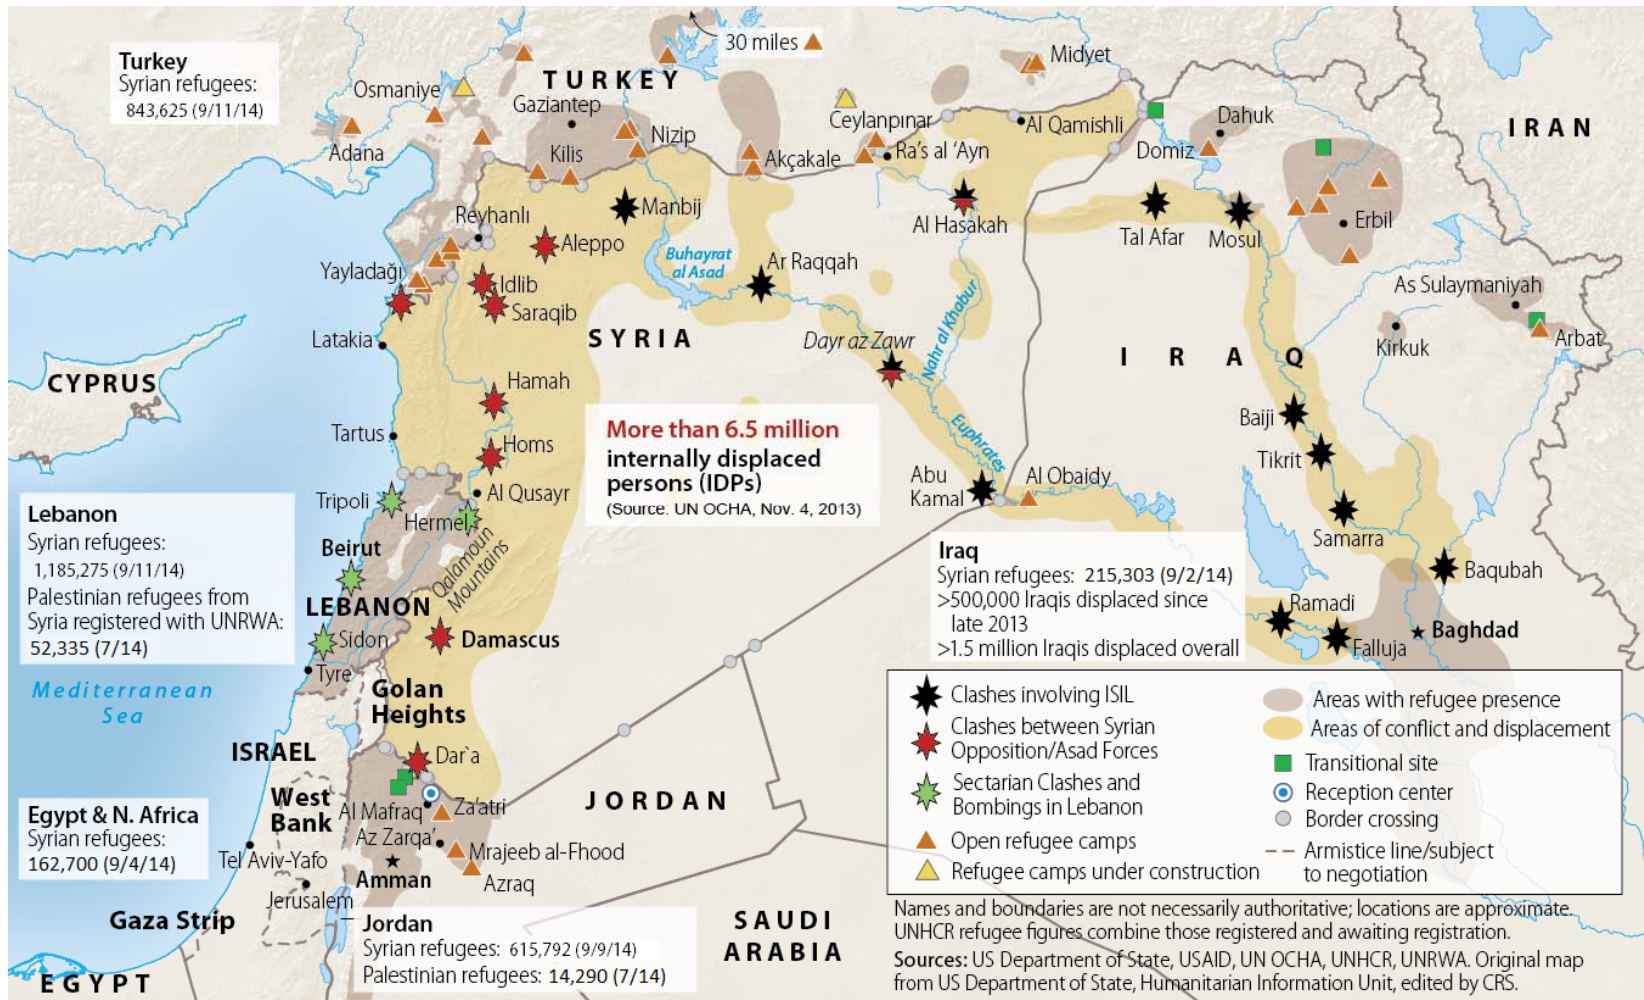 Turkey
Syrian refugees:
843,625 (9/11/14)
30 miles
TURKEY
Osmaniye
Gaziantep
Adana
Kilis
Nizip
Akçakale
Ceylanpınar
Ra's al 'Ayn
Midyet
Al Qamishli
Domiz
Dahuk
IRAN
Reyhanlı
Manbij
Aleppo
Al Hasakah
Tal Afar
Mosul
Erbil
Yayladağı
Idlib
Saraqib
Buhayrat
al Asad
Ar Raqqah
As Sulaymaniyah
Latakia
SYRIA
Dayr az Zawr
Nahr al Khabur
IRAQ
Kirkuk
Arbat
CYPRUS
Hamah
Tartus
Homs
More than 6.5 million
internally displaced
persons (IDPs)
(Source: UN OCHA, Nov. 4, 2013)
Euphrates
Baiji
Tikrit
Abu
Kamal
Al Obaidy
Samarra
Baqubah
Tripoli
Hermel
Al Qusayr
Qalamoun
Mountains
Beirut
LEBANON
Lebanon
Syrian refugees:
1,185,275 (9/11/14)
Palestinian refugees from
Syria registered with UNRWA:
52,335 (7/14)
Iraq
Syrian refugees: 215,303 (9/2/14)
>500,000 Iraqis displaced since
late 2013
>1.5 million Iraqis displaced overall
Ramadi
Falluja
Baghdad
Sidon
Damascus
Tyre
Mediterranean
Sea
Golan
Heights
ISRAEL
Dar`a
West
Bank
Al Mafraq
Za'atri
JORDAN
Az Zarqa'
Mrajeeb al-Fhood
Azraq
Amman
Egypt & N. Africa
Syrian refugees:
162,700 (9/4/14)
Tel Aviv-Yafo
Jerusalem
Gaza Strip
EGYPT
Jordan
Syrian refugees: 615,792 (9/9/14)
Palestinian refugees: 14,290 (7/14)
SAUDI
ARABIA
Clashes involving ISIL
Clashes between Syrian
Opposition/Asad Forces
Sectarian Clashes and
Bombings in Lebanon
Open refugee camps
Refugee camps under construction
Areas with refugee presence
Areas of conflict and displacement
Transitional site
Reception center
Border crossing
Armistice line/subject
to negotiation
Names and boundaries are not necessarily authoritative; locations are approximate.
UNHCR refugee figures combine those registered and awaiting registration.
Sources: US Department of State, USAID, UN OCHA, UNHCR, UNRWA. Original map
from US Department of State, Humanitarian Information Unit, edited by CRS.